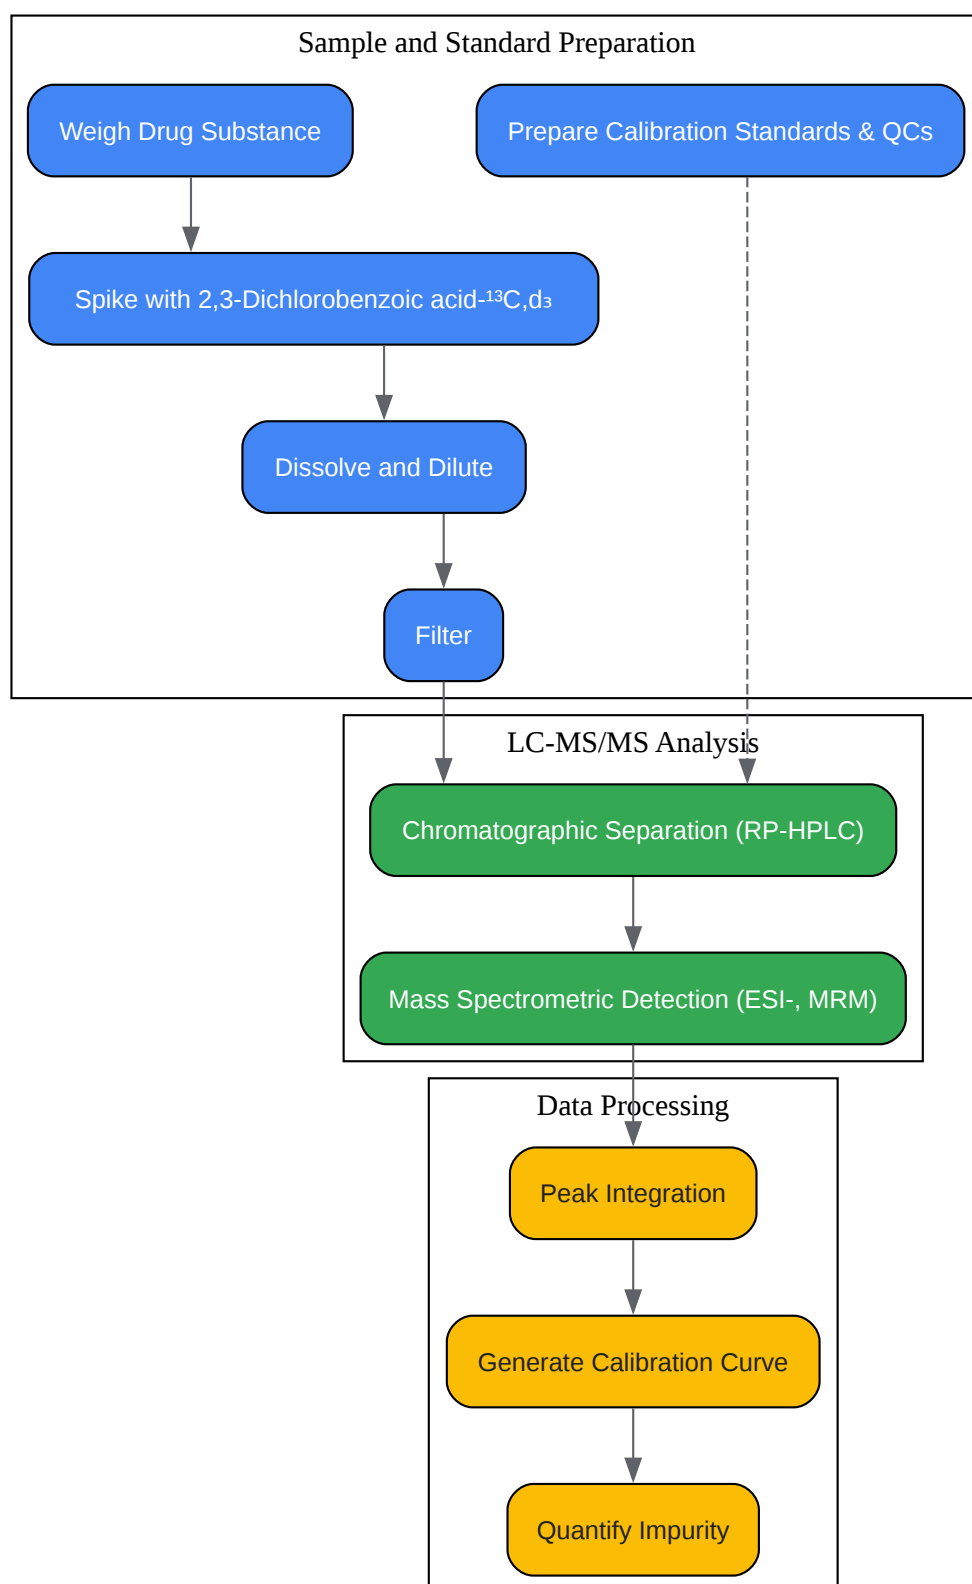 Sample and Standard Preparation
Weigh Drug Substance
Prepare Calibration Standards & QCs
Spike with 2,3-Dichlorobenzoic acid-¹³C,d₃
Dissolve and Dilute
Filter
LC-MS/MS Analysis
Chromatographic Separation (RP-HPLC)
Mass Spectrometric Detection (ESI-, MRM)
Data Processing
Peak Integration
Generate Calibration Curve
Quantify Impurity